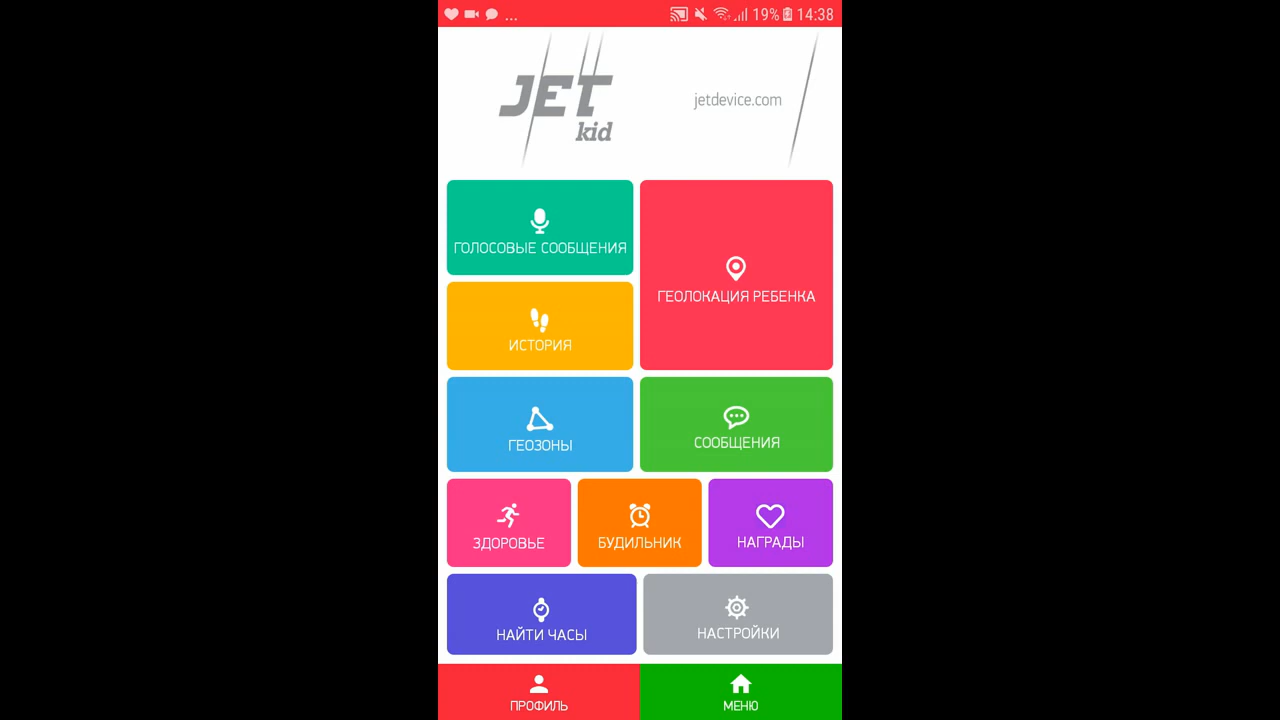 ... 19% 14:38
JET
kid
jetdevice.com
ГОЛОСОВЫЕ СООБЩЕНИЯ
ГЕОЛОКАЦИЯ РЕБЕНКА
ИСТОРИЯ
ГЕОЗОНЫ
СООБЩЕНИЯ
ЗДОРОВЬЕ
БУДИЛЬНИК
НАГРАДЫ
НАЙТИ ЧАСЫ
НАСТРОЙКИ
ПРОФИЛЬ
МЕНЮ